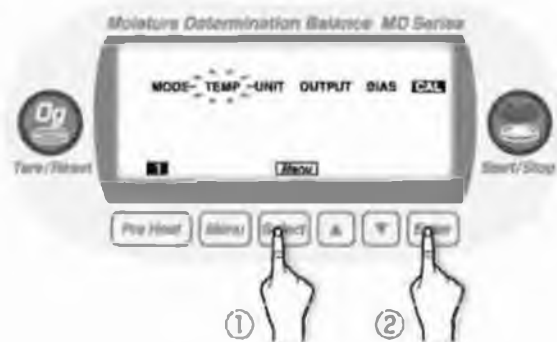 Moisture Determination Balance MD Series
MODE TEMP UNIT OUTPUT BIAS CAL
0g
Tare/Reset
Start/Stop
1 Menu
Pre Heat Menu Select ▲ ▼ Enter
① ②